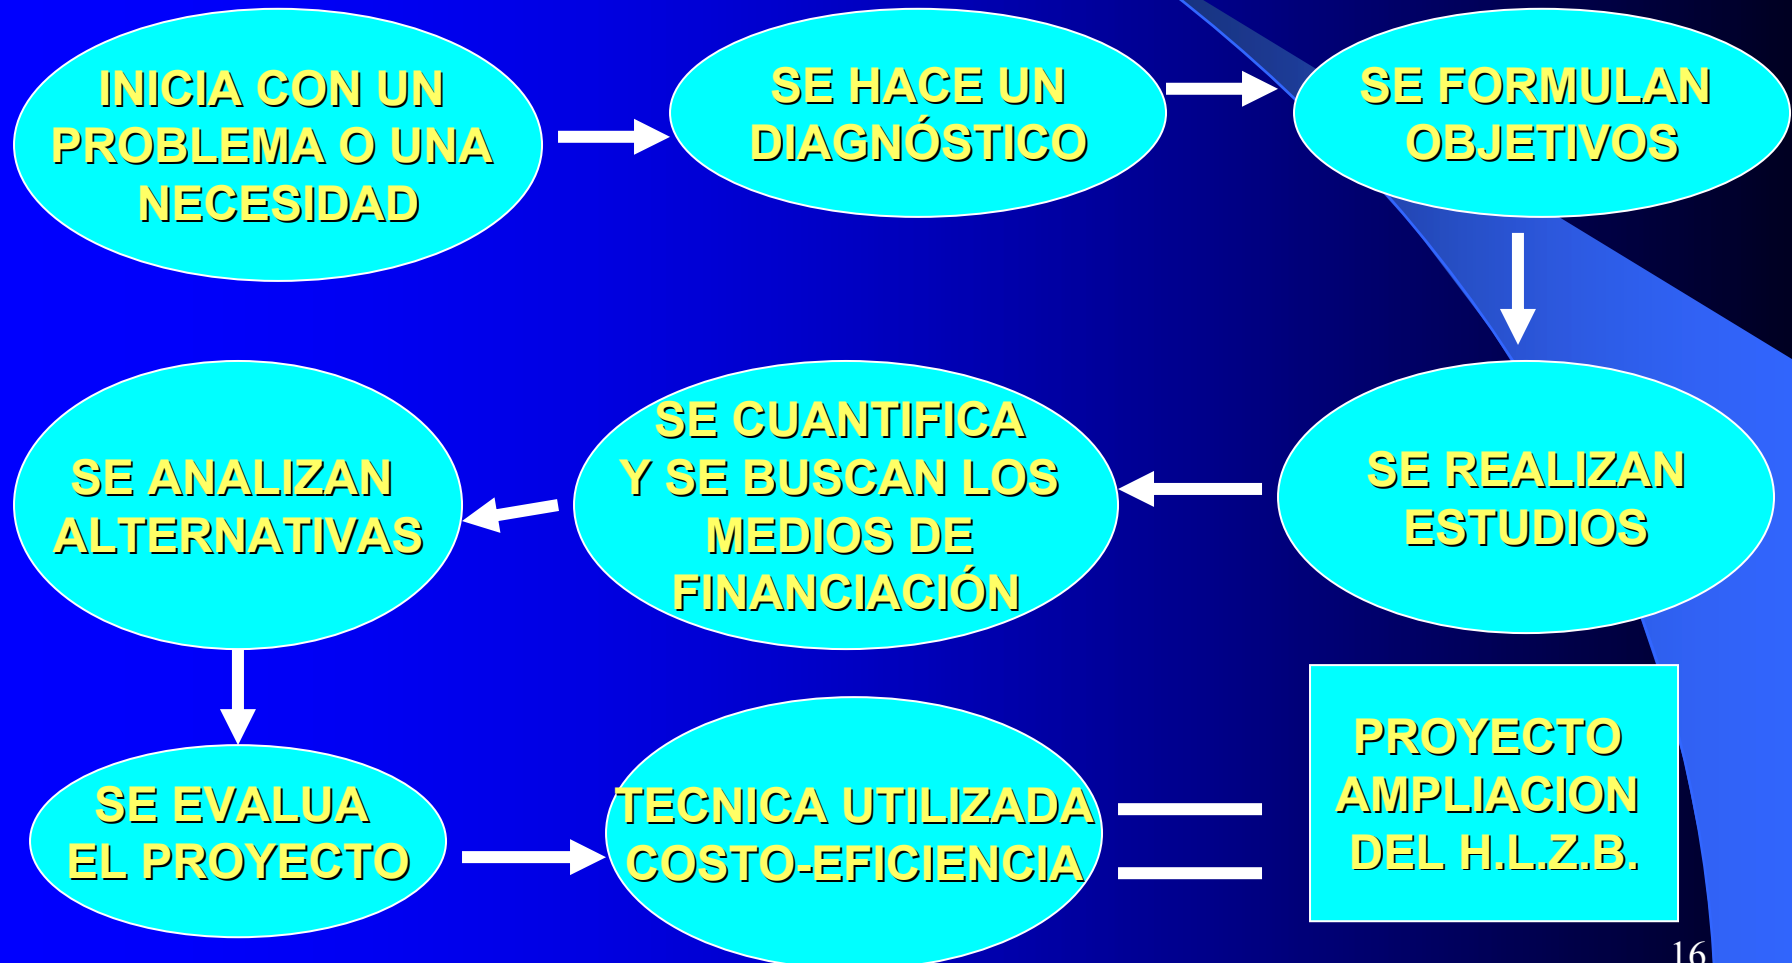 INICIA CON UN
PROBLEMA O UNA
NECESIDAD
SE HACE UN
DIAGNÓSTICO
SE FORMULAN
OBJETIVOS
SE REALIZAN
ESTUDIOS
SE CUANTIFICA
Y SE BUSCAN LOS
MEDIOS DE
FINANCIACIÓN
SE ANALIZAN
ALTERNATIVAS
SE EVALUA
EL PROYECTO
TECNICA UTILIZADA
COSTO-EFICIENCIA
PROYECTO
AMPLIACION
DEL H.L.Z.B.
16